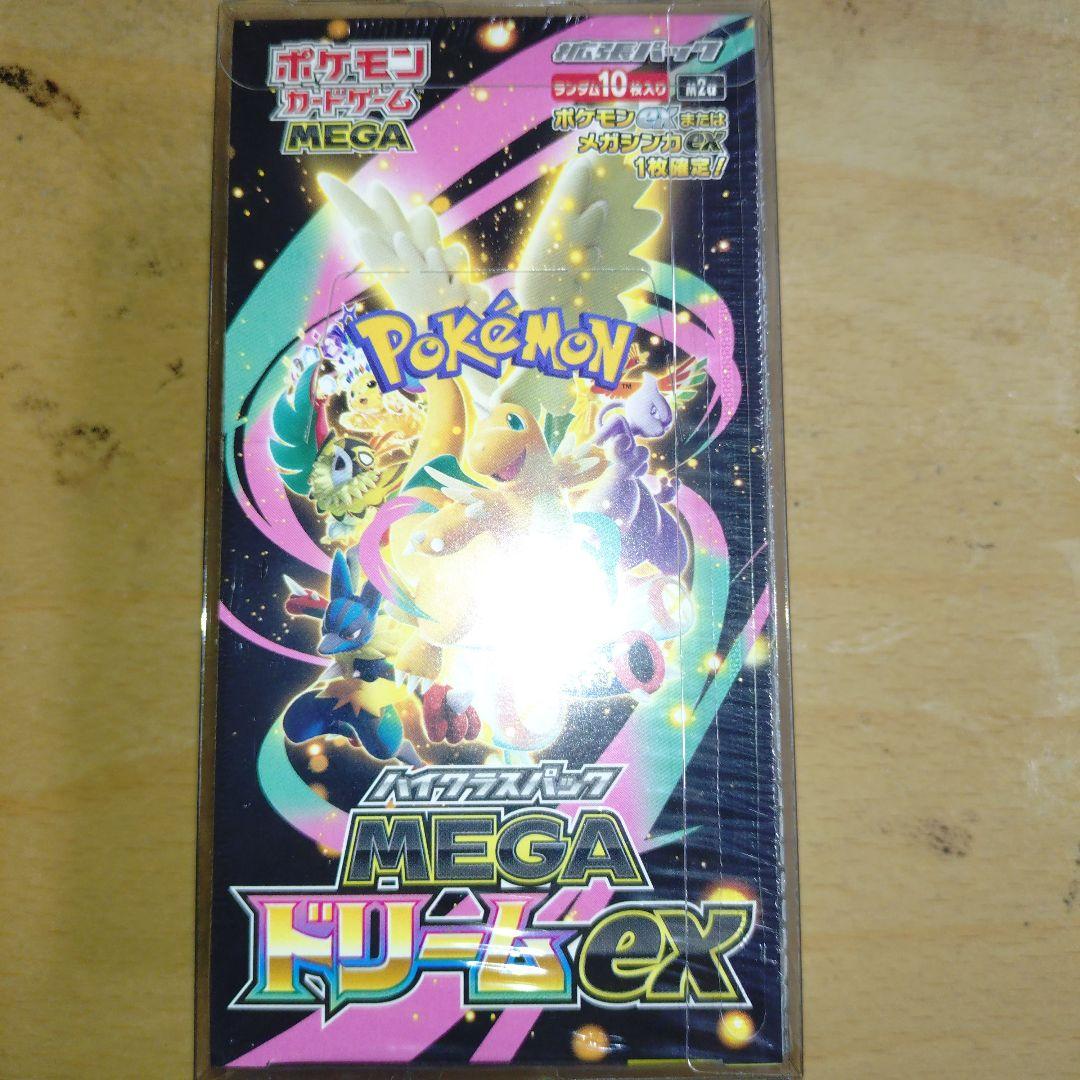 ポケモン
カードゲーム
MEGA
拡張パック
ランダム10枚入り
m2a
ポケモンexまたは
メガシンカex
1枚確定!
POKÉMON
TM
ハイクラスパック
MEGA
ドリームex